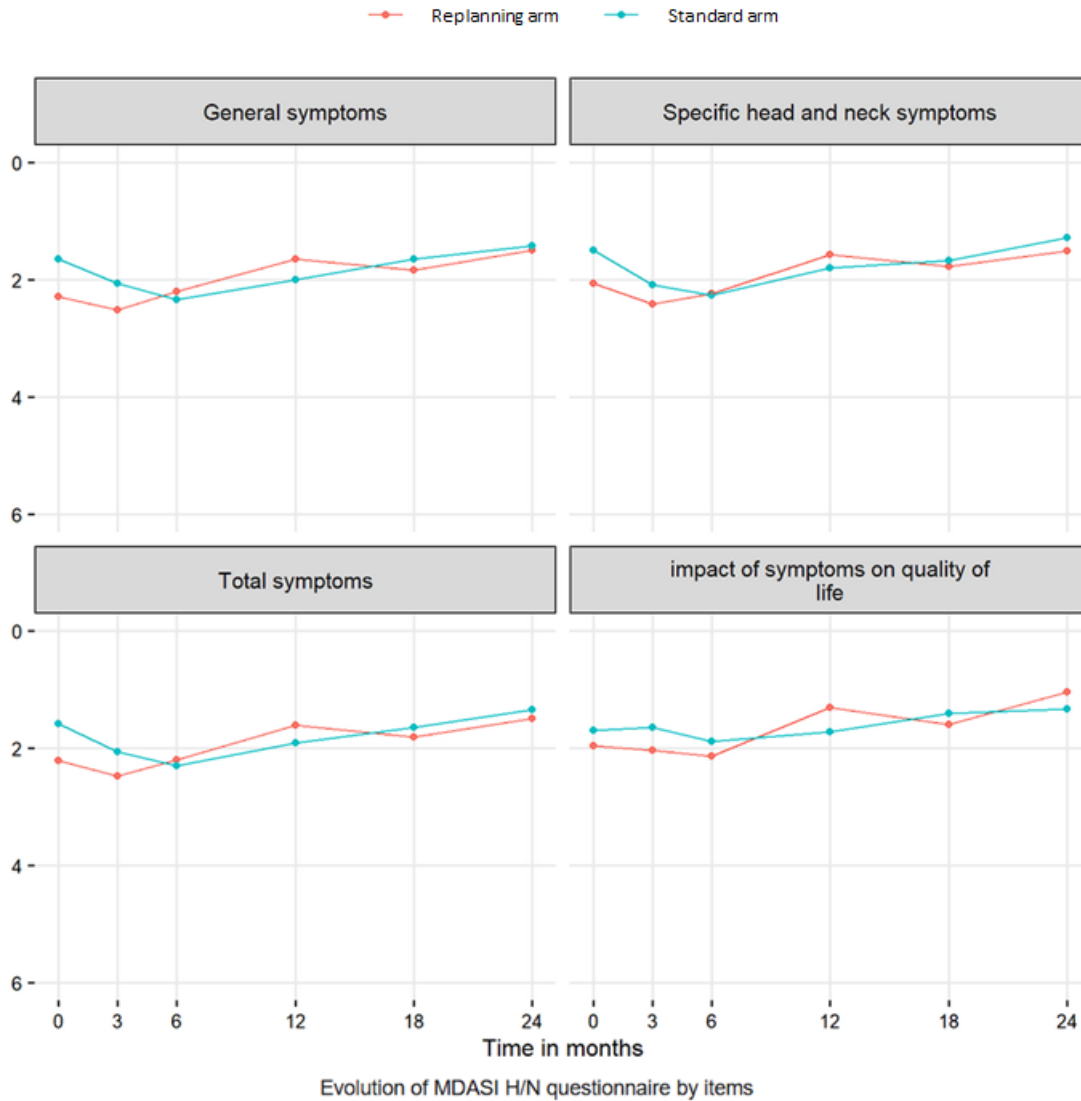 Replanning arm Standard arm
General symptoms Specific head and neck symptoms
0
2
4
6
Total symptoms
impact of symptoms on quality of
life
0
2
4
6
0 3 6 12 18 24 0 3 6 12 18 24
Time in months
Evolution of MDASI H/N questionnaire by items